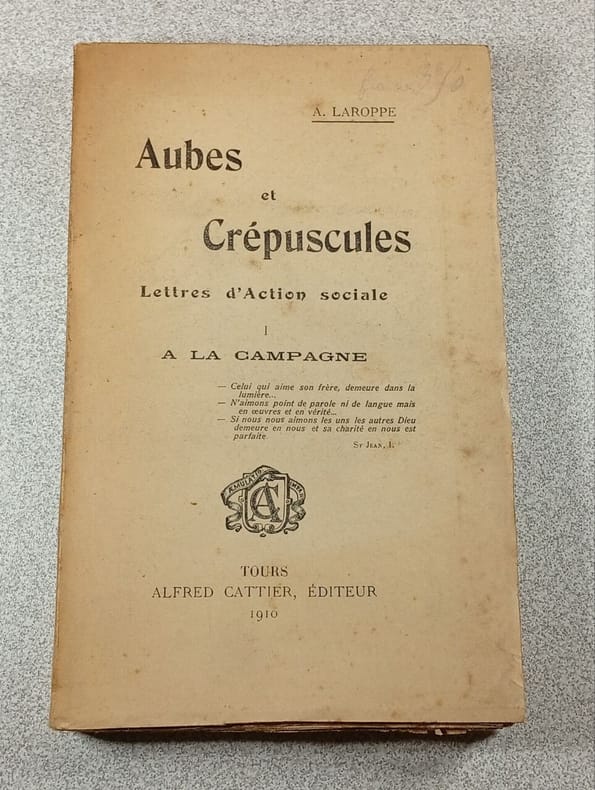 A. LAROPPE
Aubes
et
Crépuscules
Lettres d'Action sociale
I
A LA CAMPAGNE
— Celui qui aime son frère, demeure dans la
lumière...
— N'aimons point de parole ni de langue mais
en œuvres et en vérité...
— Si nous nous aimons les uns les autres Dieu
demeure en nous et sa charité en nous est
parfaite
St Jean, I.
ÆMULATIO
CA
TOURS
ALFRED CATTIER, ÉDITEUR
1910